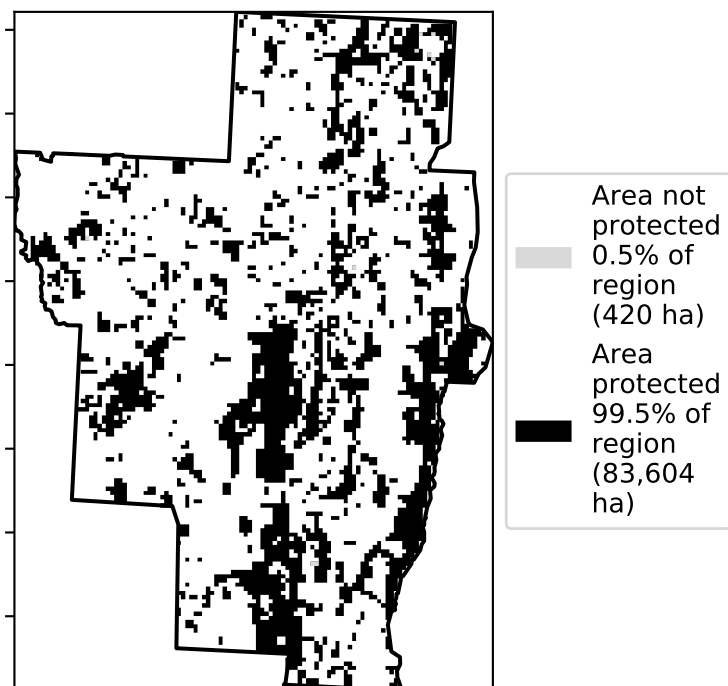 Area not
protected
0.5% of
region
(420 ha)
Area
protected
99.5% of
region
(83,604
ha)